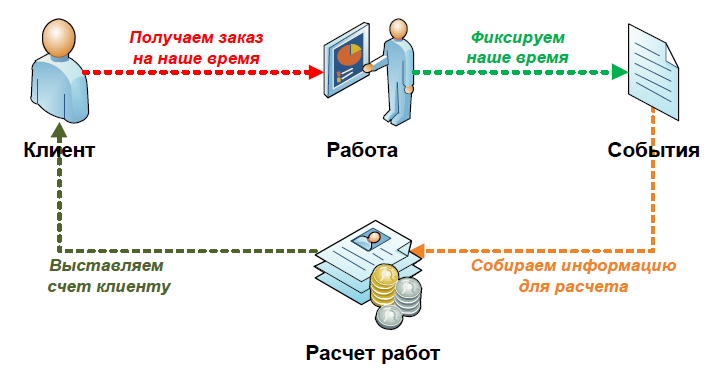 Получаем заказ
на наше время
Фиксируем
наше время
Клиент
Работа
События
Выставляем
счет клиенту
Собираем информацию
для расчета
Расчет работ